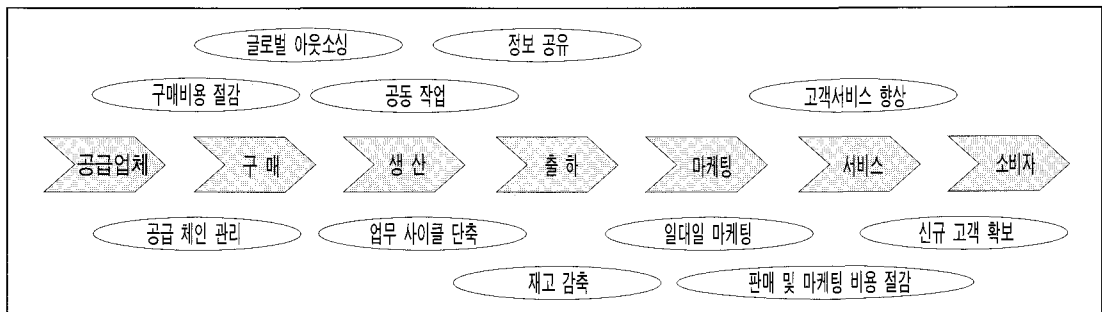 글로벌 아웃소싱 정보 공유
구매비용 절감 공동 작업 고객서비스 향상
공급업체 구 매 생 산 출 하 마케팅 서비스 소비자
공급 체인 관리 업무 사이클 단축 일대일 마케팅 신규 고객 확보
재고 감축 판매 및 마케팅 비용 절감